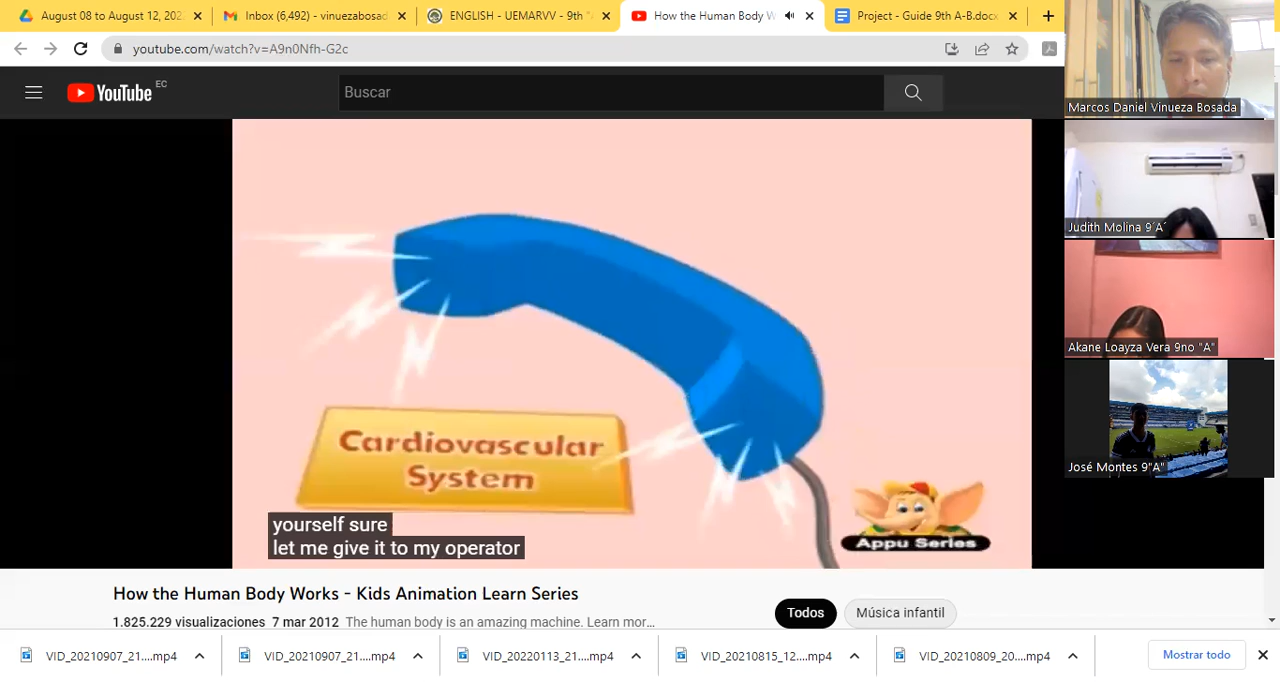 August 08 to August 12, 202
Inbox (6,492) - vinuezabosad
ENGLISH - UEMARVV - 9th "
How the Human Body W
Project - Guide 9th A-B.docx
youtube.com/watch?v=A9n0Nfh-G2c
YouTube EC
Buscar
Marcos Daniel Vinueza Bosada
Judith Molina 9´A´
Akane Loayza Vera 9no "A"
José Montes 9"A"
Cardiovascular
System
yourself sure
let me give it to my operator
Appu Series
How the Human Body Works - Kids Animation Learn Series
1.825.229 visualizaciones 7 mar 2012 The human body is an amazing machine. Learn mor...
Todos
Música infantil
VID_20210907_21....mp4
VID_20210907_21....mp4
VID_20220113_21....mp4
VID_20210815_12....mp4
VID_20210809_20....mp4
Mostrar todo